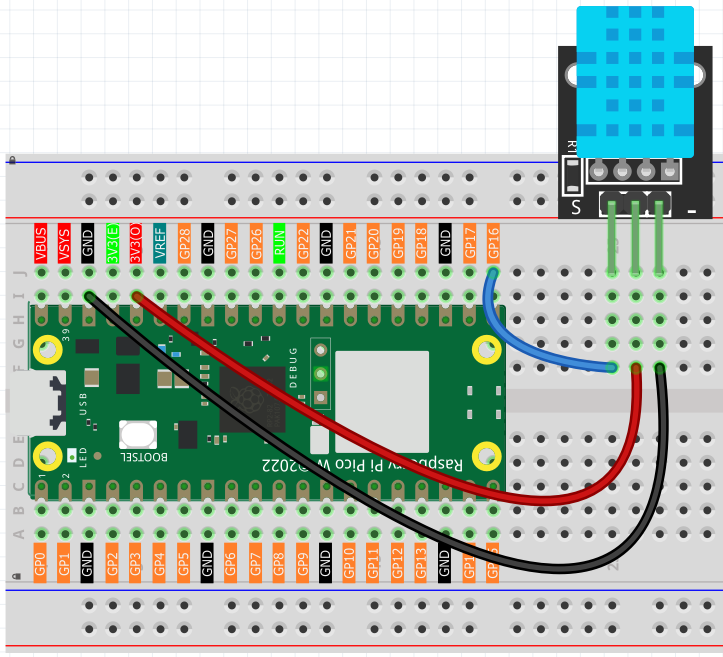 R1
S
-
VBUS VSYS GND 3V3(E) 3V3(O) VREF GP28 GND GP27 GP26 RUN GP22 GND GP21 GP20 GP19 GP18 GND GP17 GP16
J
I
H
G
F
39
USB
DEBUG
LED
BOOTSEL
Raspberry Pi Pico W ©2022
1
2
E
D
C
B
A
GP0 GP1 GND GP2 GP3 GP4 GP5 GND GP6 GP7 GP8 GP9 GND GP10 GP11 GP12 GP13 GND